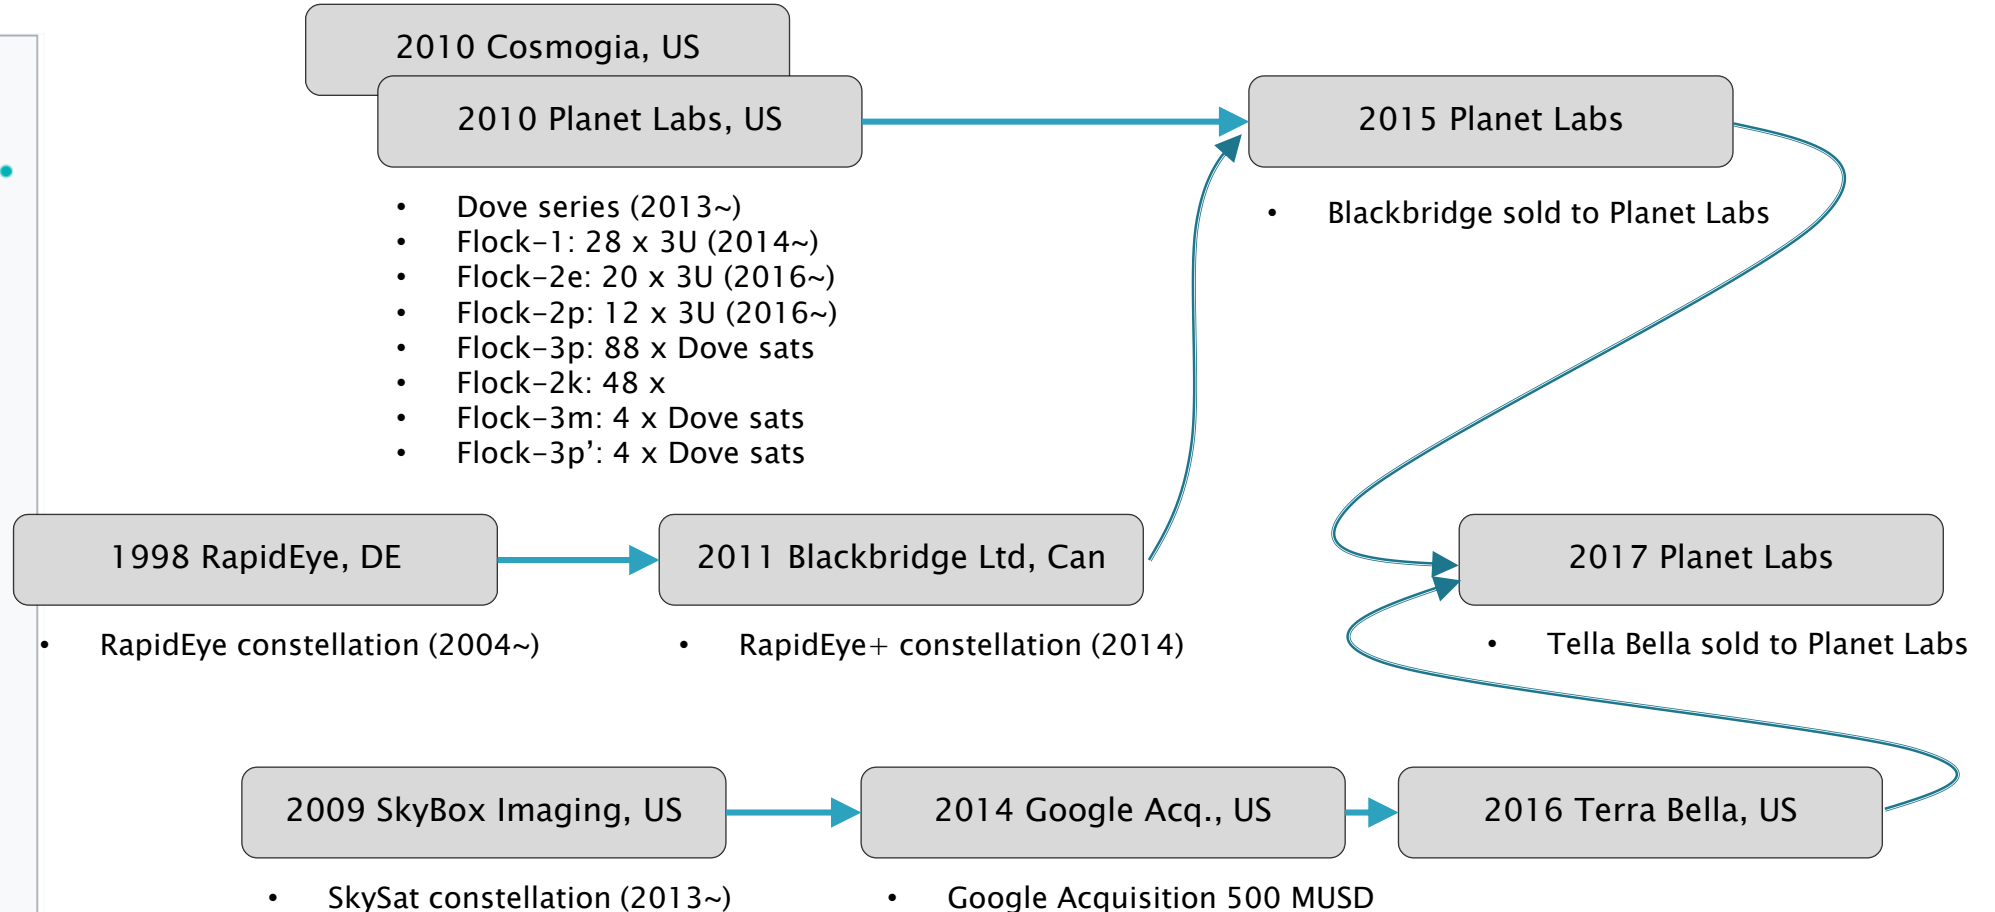 2010 Cosmogia, US
2010 Planet Labs, US
2015 Planet Labs
• Dove series (2013~)
• Flock-1: 28 x 3U (2014~)
• Flock-2e: 20 x 3U (2016~)
• Flock-2p: 12 x 3U (2016~)
• Flock-3p: 88 x Dove sats
• Flock-2k: 48 x
• Flock-3m: 4 x Dove sats
• Flock-3p’: 4 x Dove sats
• Blackbridge sold to Planet Labs
1998 RapidEye, DE
2011 Blackbridge Ltd, Can
2017 Planet Labs
• RapidEye constellation (2004~)
• RapidEye+ constellation (2014)
• Tella Bella sold to Planet Labs
2009 SkyBox Imaging, US
2014 Google Acq., US
2016 Terra Bella, US
• SkySat constellation (2013~)
• Google Acquisition 500 MUSD